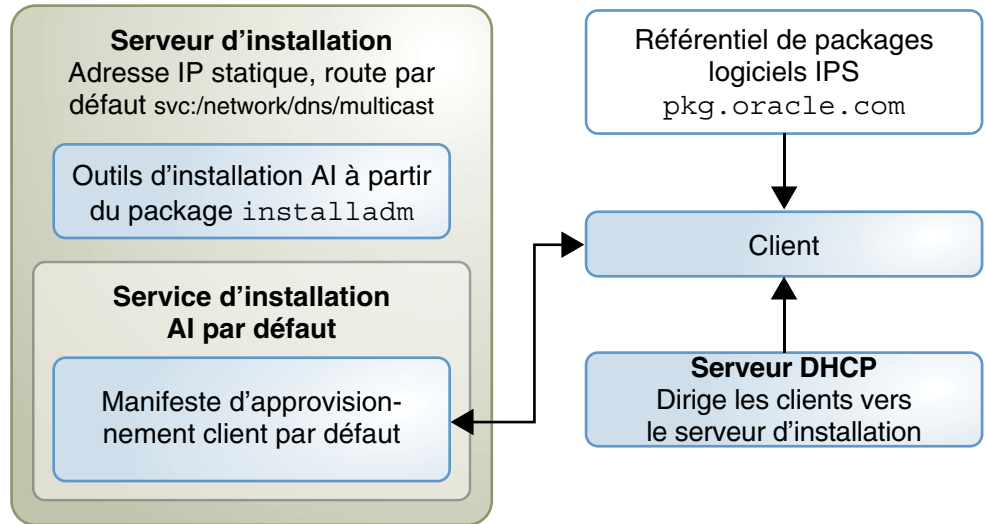 Serveur d’installation
Adresse IP statique, route par
défaut svc:/network/dns/multicast
Outils d’installation AI à partir
du package installadm
Service d’installation
AI par défaut
Manifeste d’approvision-
nement client par défaut
Référentiel de packages
logiciels IPS
pkg.oracle.com
Client
Serveur DHCP
Dirige les clients vers
le serveur d’installation